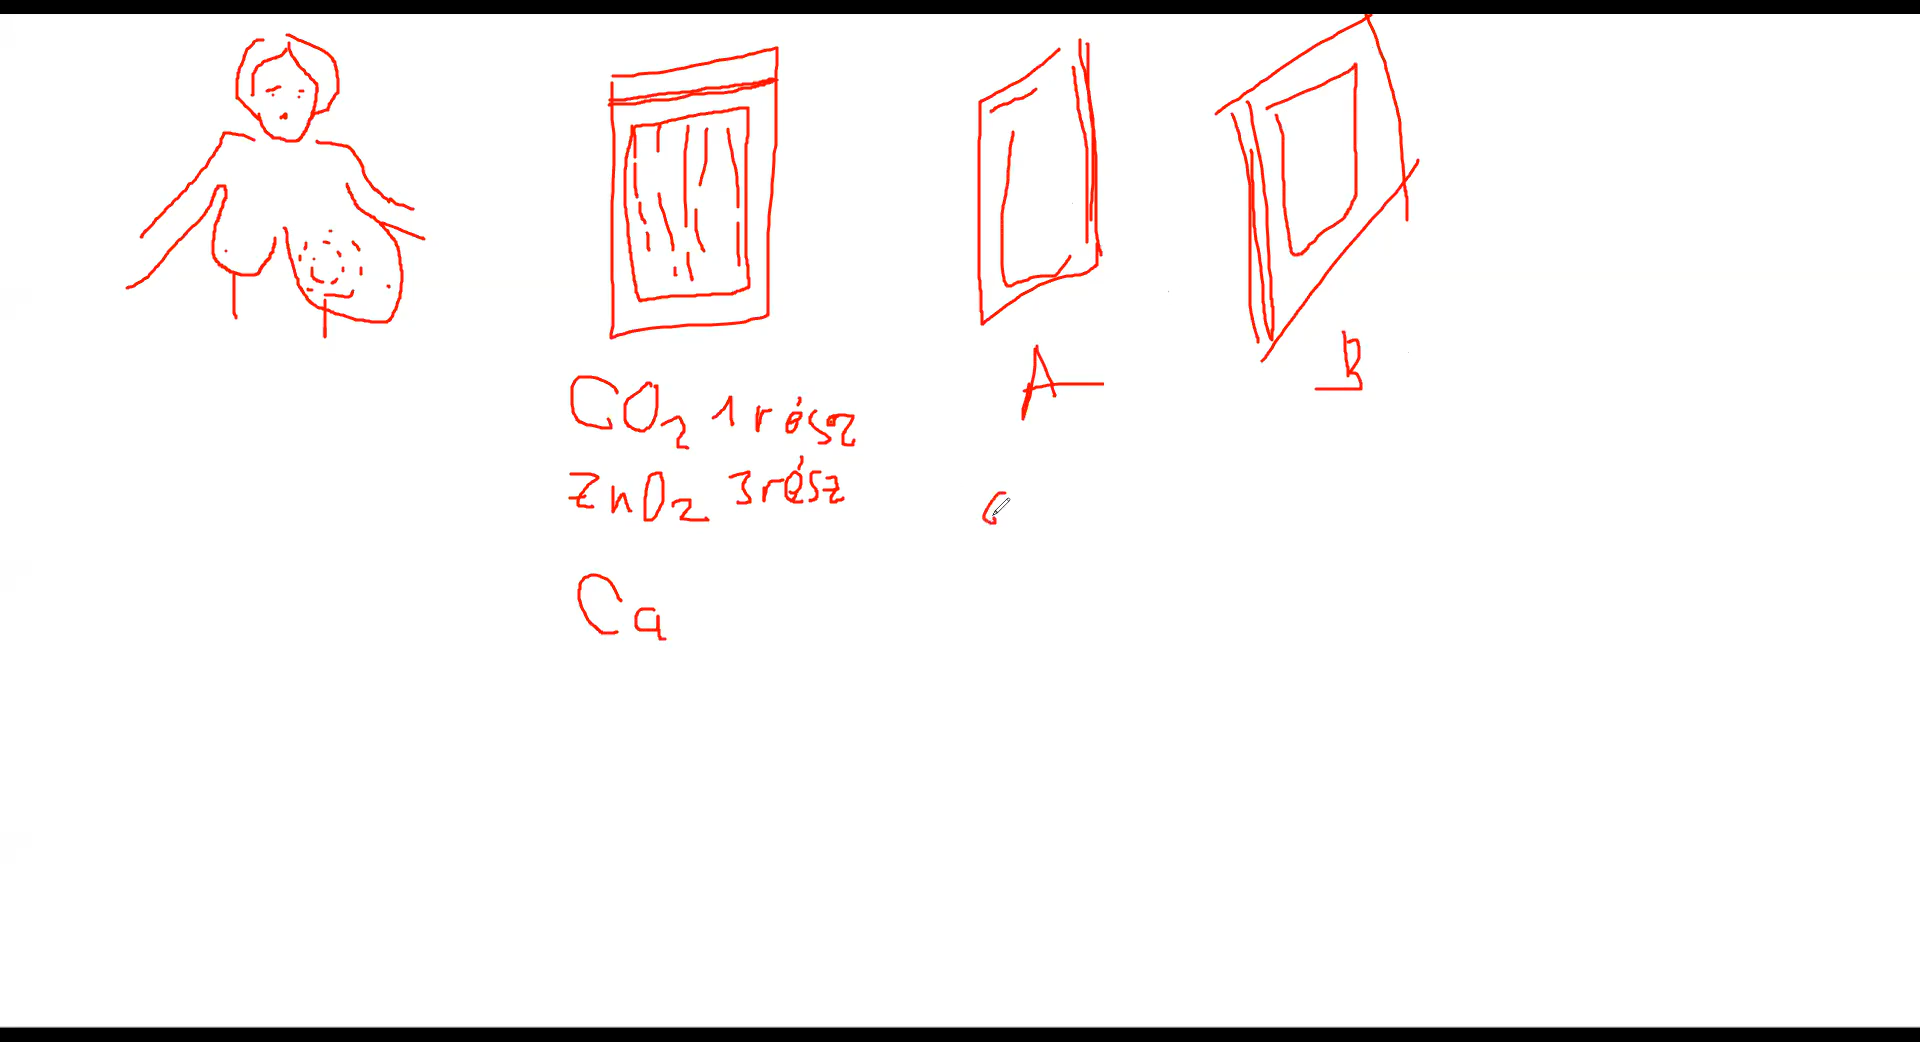 A
B
CO₂ 1 rész
ZnO₂ 3 rész
Ca